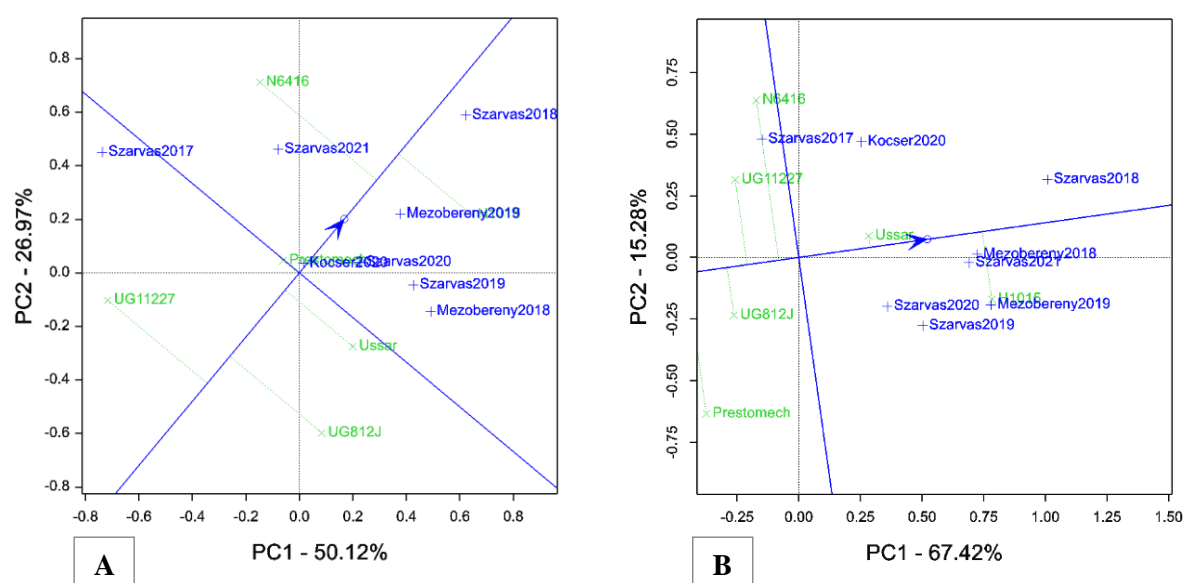 A
PC2 - 26.97%
0.8
0.6
0.4
0.2
0.0
-0.2
-0.4
-0.6
-0.8
N6416
Szarvas2018
Szarvas2017
Szarvas2021
Mezobereny2019
Prestomech
Kocser2020
Szarvas2020
Szarvas2019
UG11227
Mezobereny2018
Ussar
UG812J
-0.8 -0.6 -0.4 -0.2 0.0 0.2 0.4 0.6 0.8
PC1 - 50.12%
B
PC2 - 15.28%
0.75
0.50
0.25
0.00
-0.25
-0.50
-0.75
N6416
Szarvas2017
Kocser2020
UG11227
Szarvas2018
Ussar
Mezobereny2018
Szarvas2021
H1015
UG812J
Szarvas2020
Mezobereny2019
Szarvas2019
Prestomech
-0.25 0.00 0.25 0.50 0.75 1.00 1.25 1.50
PC1 - 67.42%